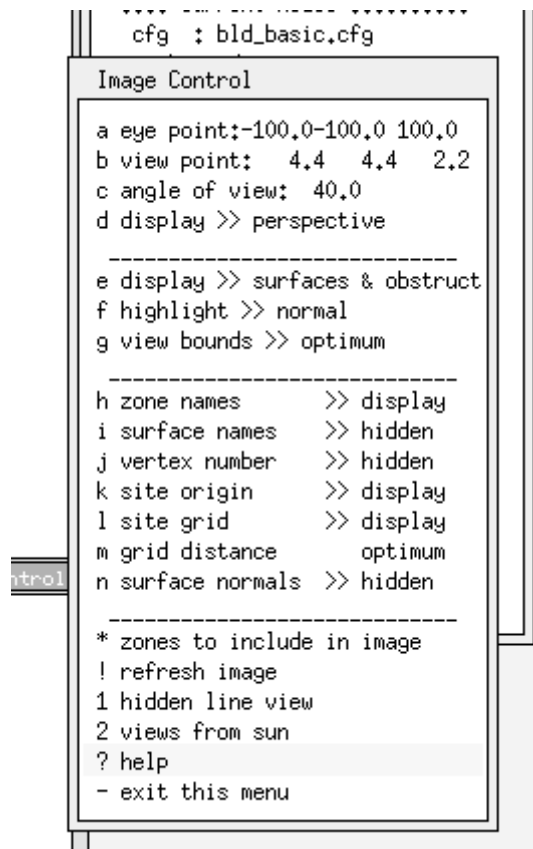 cfg : bld_basic.cfg
Image Control
a eye point:-100.0-100.0 100.0
b view point: 4.4 4.4 2.2
c angle of view: 40.0
d display >> perspective
_____________________________
e display >> surfaces & obstruct
f highlight >> normal
g view bounds >> optimum
_____________________________
h zone names >> display
i surface names >> hidden
j vertex number >> hidden
k site origin >> display
l site grid >> display
m grid distance optimum
n surface normals >> hidden
_____________________________
* zones to include in image
! refresh image
1 hidden line view
2 views from sun
? help
- exit this menu
ntrol